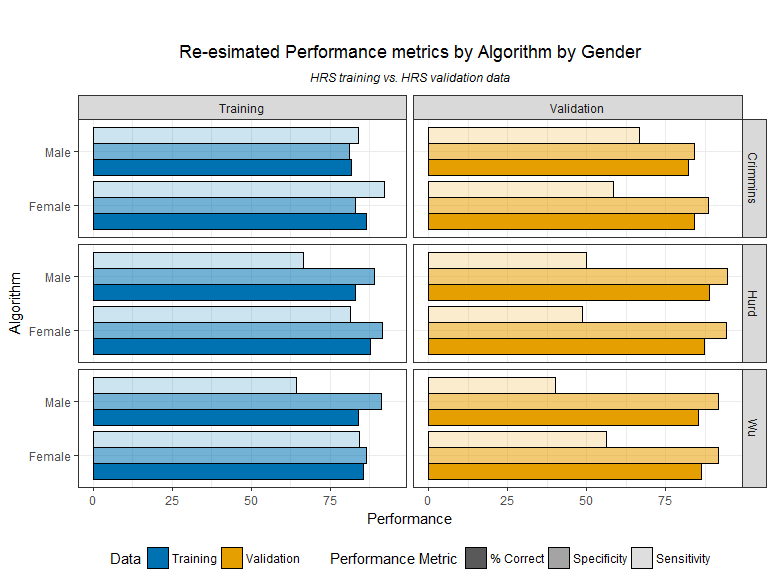 Re-esimated Performance metrics by Algorithm by Gender
HRS training vs. HRS validation data
Training
Validation
Algorithm
Male
Female
Crimmins
Male
Female
Hurd
Male
Female
Wu
0 25 50 75
0 25 50 75
Performance
Data Training Validation Performance Metric % Correct Specificity Sensitivity